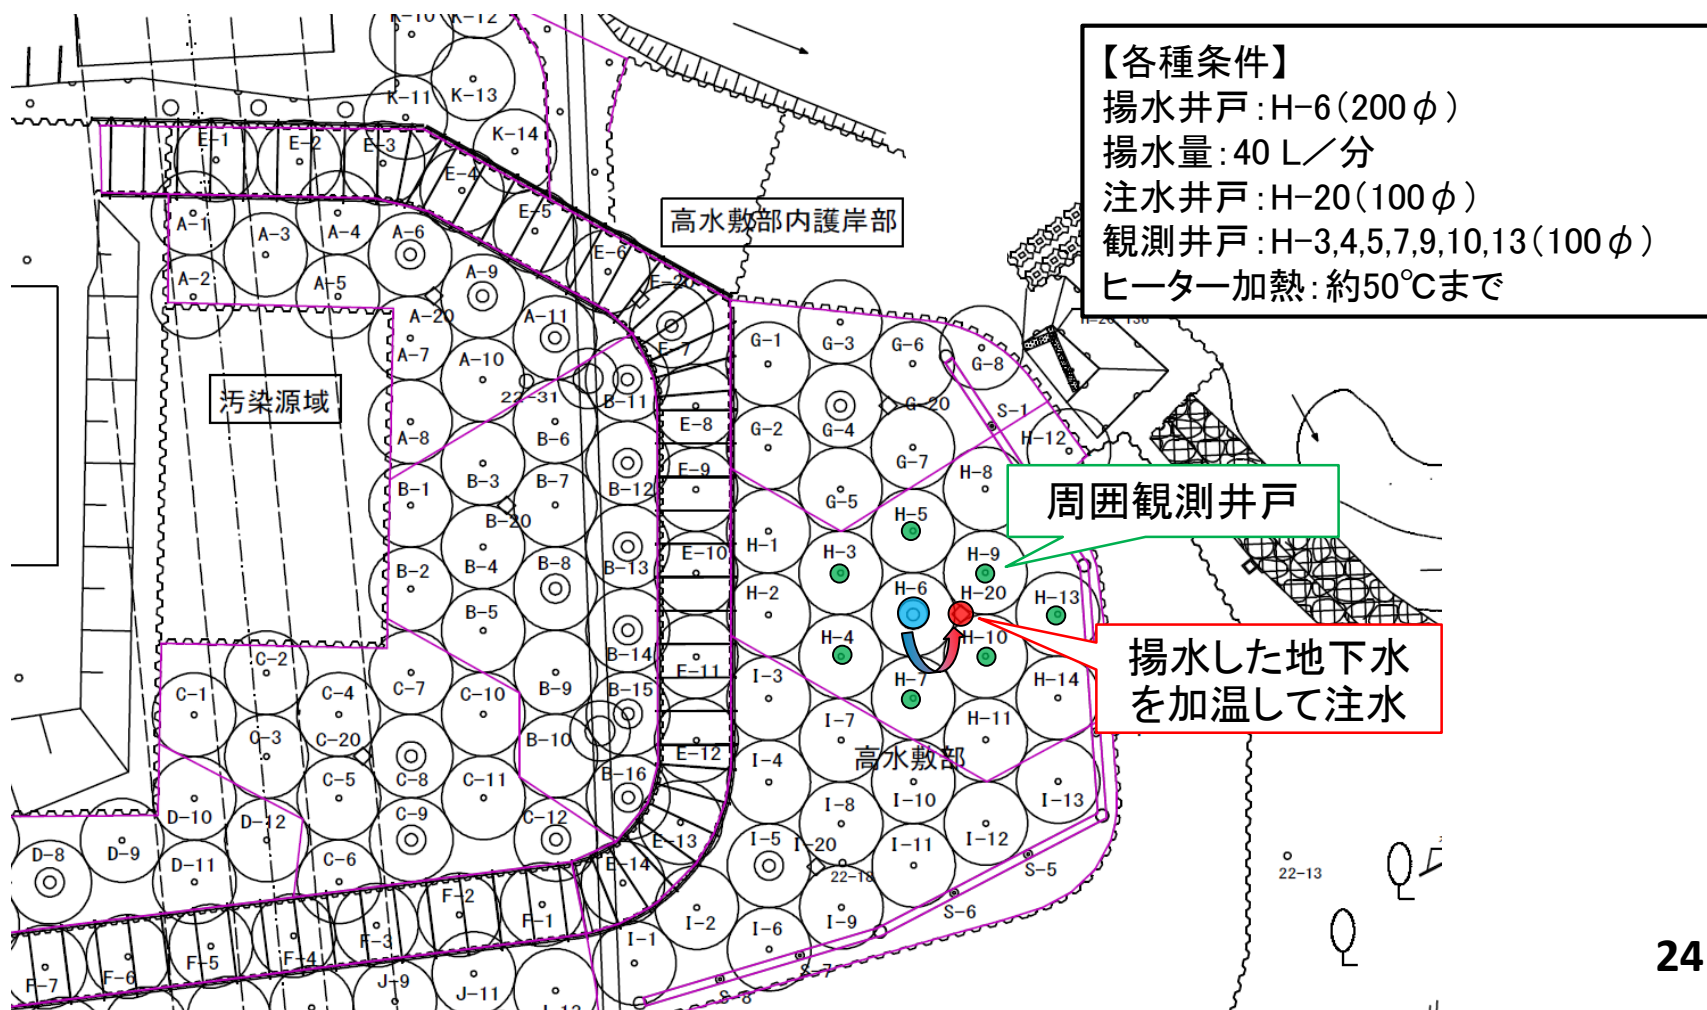 【各種条件】
揚水井戸：H-6(200φ)
揚水量：40 L／分
注水井戸：H-20(100φ)
観測井戸：H-3,4,5,7,9,10,13(100φ)
ヒーター加熱：約50℃まで
高水敷部内護岸部
汚染源域
周囲観測井戸
揚水した地下水
を加温して注水
高水敷部
K-10
K-12
K-11
K-13
K-14
E-1
E-2
E-3
E-4
E-5
E-6
E-20
E-7
E-8
E-9
E-10
E-11
E-12
E-13
E-14
A-1
A-2
A-3
A-4
A-5
A-6
A-9
A-20
A-7
A-10
A-11
A-8
22-31
B-11
B-6
B-1
B-3
B-7
B-12
B-20
B-2
B-4
B-8
B-13
B-5
B-14
B-9
B-15
B-10
B-16
C-1
C-2
C-3
C-4
C-20
C-5
C-6
C-7
C-8
C-9
C-10
C-11
C-12
D-8
D-9
D-10
D-11
D-12
F-1
F-2
F-3
F-4
F-5
F-6
F-7
G-1
G-2
G-3
G-4
G-5
G-6
G-7
G-8
G-20
S-1
H-12
H-8
H-5
H-1
H-3
H-9
H-2
H-6
H-20
H-13
H-4
H-10
H-7
H-14
H-11
I-3
I-7
I-4
I-8
I-10
I-13
I-5
I-20
I-11
I-12
22-18
I-9
I-2
I-6
I-1
S-5
S-6
S-7
S-8
J-9
J-11
22-13
24